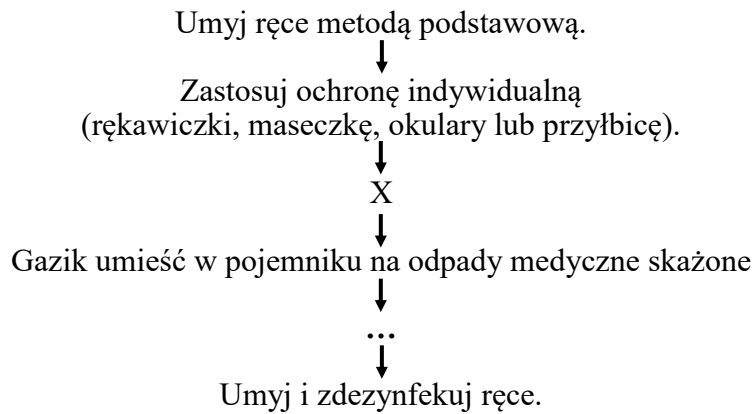 Umyj ręce metodą podstawową.
Zastosuj ochronę indywidualną
(rękawiczki, maseczkę, okulary lub przyłbicę).
X
Gazik umieść w pojemniku na odpady medyczne skażone
...
Umyj i zdezynfekuj ręce.